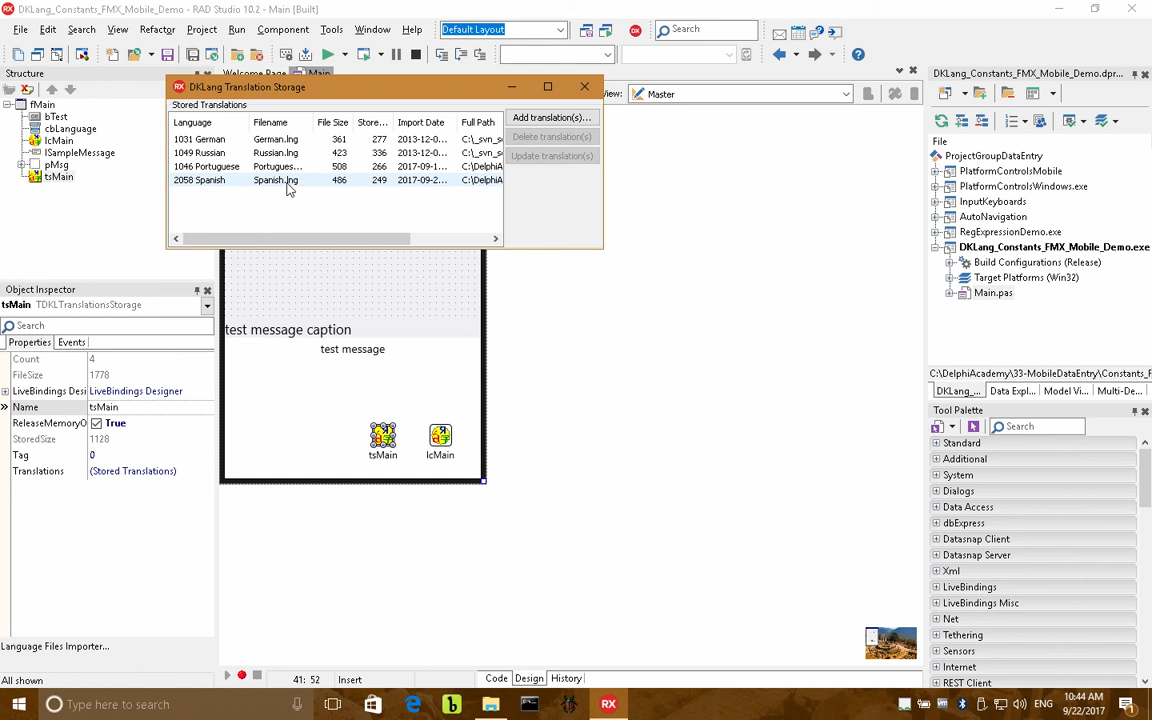 DKLang_Constants_FMX_Mobile_Demo - RAD Studio 10.2 - Main [Built]
File Edit Search View Refactor Project Run Component Tools Window Help
Default Layout
Search
Structure
Welcome Page Main
fMain
bTest
cbLanguage
lcMain
lSampleMessage
pMsg
tsMain
DKLang Translation Storage
Stored Translations
Language Filename File Size Store... Import Date Full Path
1031 German German.lng 361 277 2013-12-0... C:\_svn_s
1049 Russian Russian.lng 423 336 2013-12-0... C:\_svn_s
1046 Portuguese Portugues... 508 266 2017-09-1... C:\DelphiA
2058 Spanish Spanish.lng 486 249 2017-09-2... C:\DelphiA
Add translation(s)...
Delete translation(s)
Update translation(s)
View: Master
test message caption
test message
tsMain lcMain
Object Inspector
tsMain TDKLTranslationsStorage
Search
Properties Events
Count 4
FileSize 1778
LiveBindings Desi LiveBindings Designer
Name tsMain
ReleaseMemoryO True
StoredSize 1128
Tag 0
Translations (Stored Translations)
Language Files Importer...
All shown
41: 52 Insert
Code Design History
DKLang_Constants_FMX_Mobile_Demo.dpr...
File
ProjectGroupDataEntry
PlatformControlsMobile
PlatformControlsWindows.exe
InputKeyboards
AutoNavigation
RegExpressionDemo.exe
DKLang_Constants_FMX_Mobile_Demo.exe
Build Configurations (Release)
Target Platforms (Win32)
Main.pas
C:\DelphiAcademy\33-MobileDataEntry\Constants_F
DKLang_... Data Expl... Model Vi... Multi-De...
Tool Palette
Search
Standard
Additional
System
Dialogs
Data Access
dbExpress
Datasnap Client
Datasnap Server
Xml
LiveBindings
LiveBindings Misc
Net
Tethering
Sensors
Internet
REST Client
Type here to search
ENG
10:44 AM
9/22/2017